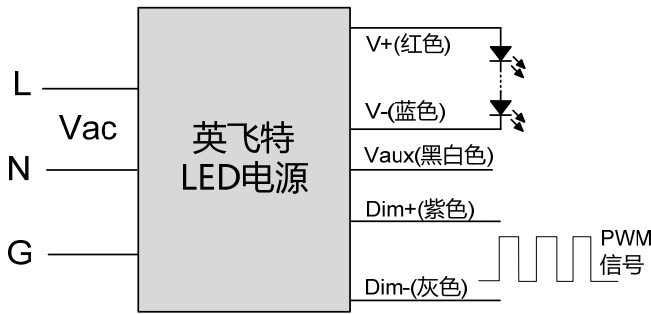 L
Vac
N
G
英飞特
LED电源
V+(红色)
V-(蓝色)
Vaux(黑白色)
Dim+(紫色)
Dim-(灰色)
PWM
信号